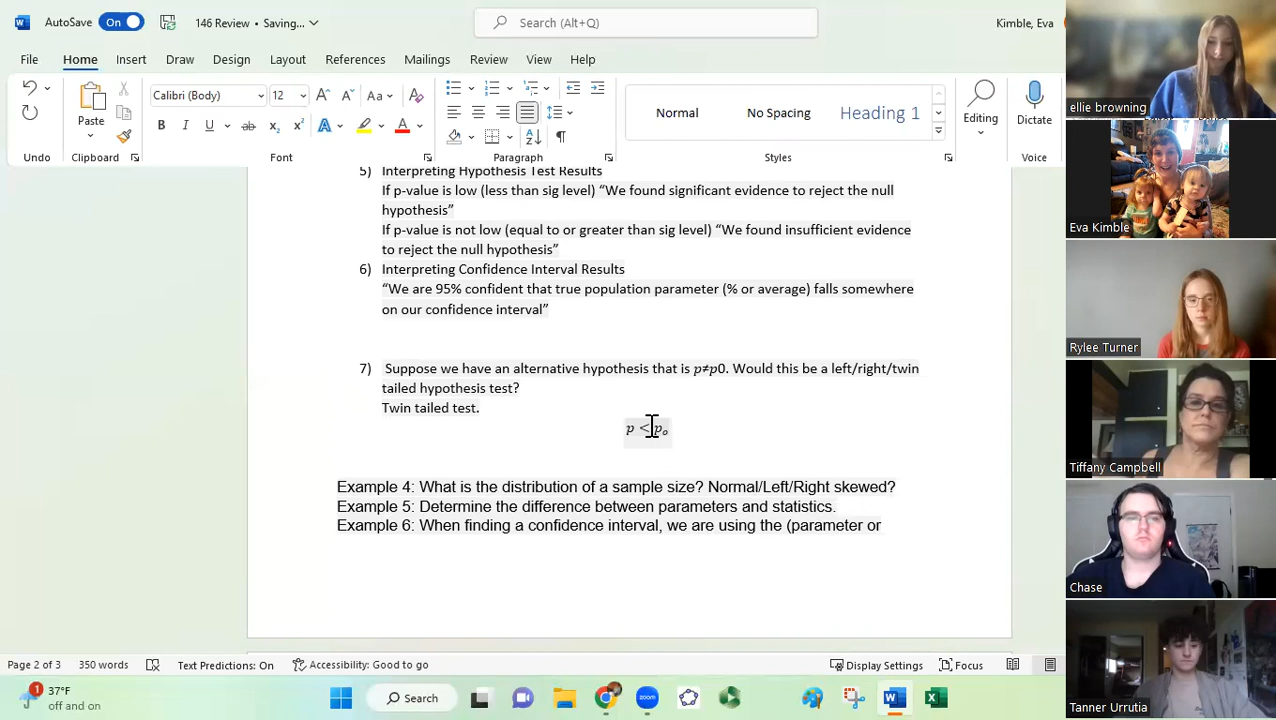 AutoSave On 146 Review • Saving... Search (Alt+Q) Kimble, Eva
File Home Insert Draw Design Layout References Mailings Review View Help
Calibri (Body) 12 Aa
Paste
B I U ab x₂ x² A A
Normal No Spacing Heading 1
Editing Dictate
Undo Clipboard Font Paragraph Styles Voice
5) Interpreting Hypothesis Test Results
If p-value is low (less than sig level) “We found significant evidence to reject the null
hypothesis”
If p-value is not low (equal to or greater than sig level) “We found insufficient evidence
to reject the null hypothesis”
6) Interpreting Confidence Interval Results
“We are 95% confident that true population parameter (% or average) falls somewhere
on our confidence interval”
7) Suppose we have an alternative hypothesis that is p≠p0. Would this be a left/right/twin
tailed hypothesis test?
Twin tailed test.
p < pₒ
Example 4: What is the distribution of a sample size? Normal/Left/Right skewed?
Example 5: Determine the difference between parameters and statistics.
Example 6: When finding a confidence interval, we are using the (parameter or
Page 2 of 3 350 words Text Predictions: On Accessibility: Good to go Display Settings Focus
1 37°F
off and on
Search
ellie browning
Eva Kimble
Rylee Turner
Tiffany Campbell
Chase
Tanner Urrutia